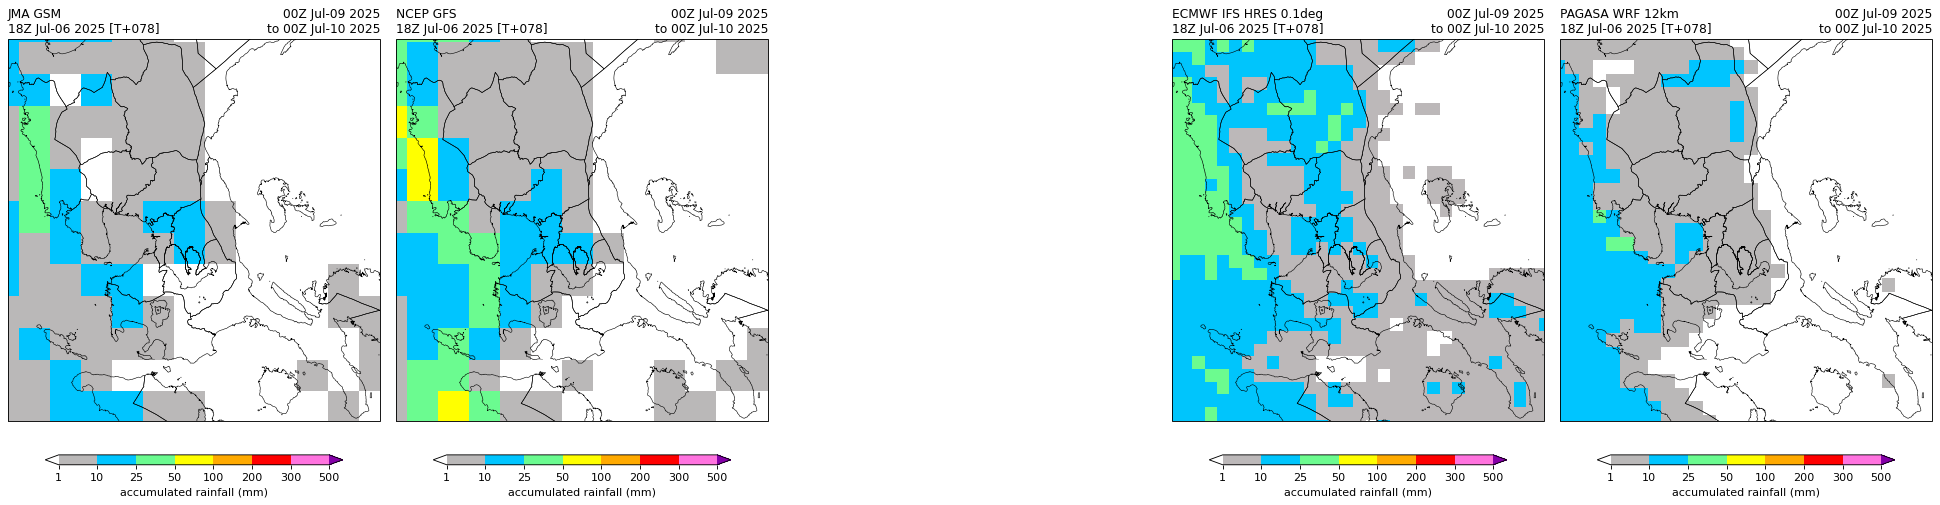 JMA GSM 00Z Jul-09 2025
18Z Jul-06 2025 [T+078] to 00Z Jul-10 2025
NCEP GFS 00Z Jul-09 2025
18Z Jul-06 2025 [T+078] to 00Z Jul-10 2025
ECMWF IFS HRES 0.1deg 00Z Jul-09 2025
18Z Jul-06 2025 [T+078] to 00Z Jul-10 2025
PAGASA WRF 12km 00Z Jul-09 2025
18Z Jul-06 2025 [T+078] to 00Z Jul-10 2025
1 10 25 50 100 200 300 500
accumulated rainfall (mm)
1 10 25 50 100 200 300 500
accumulated rainfall (mm)
1 10 25 50 100 200 300 500
accumulated rainfall (mm)
1 10 25 50 100 200 300 500
accumulated rainfall (mm)